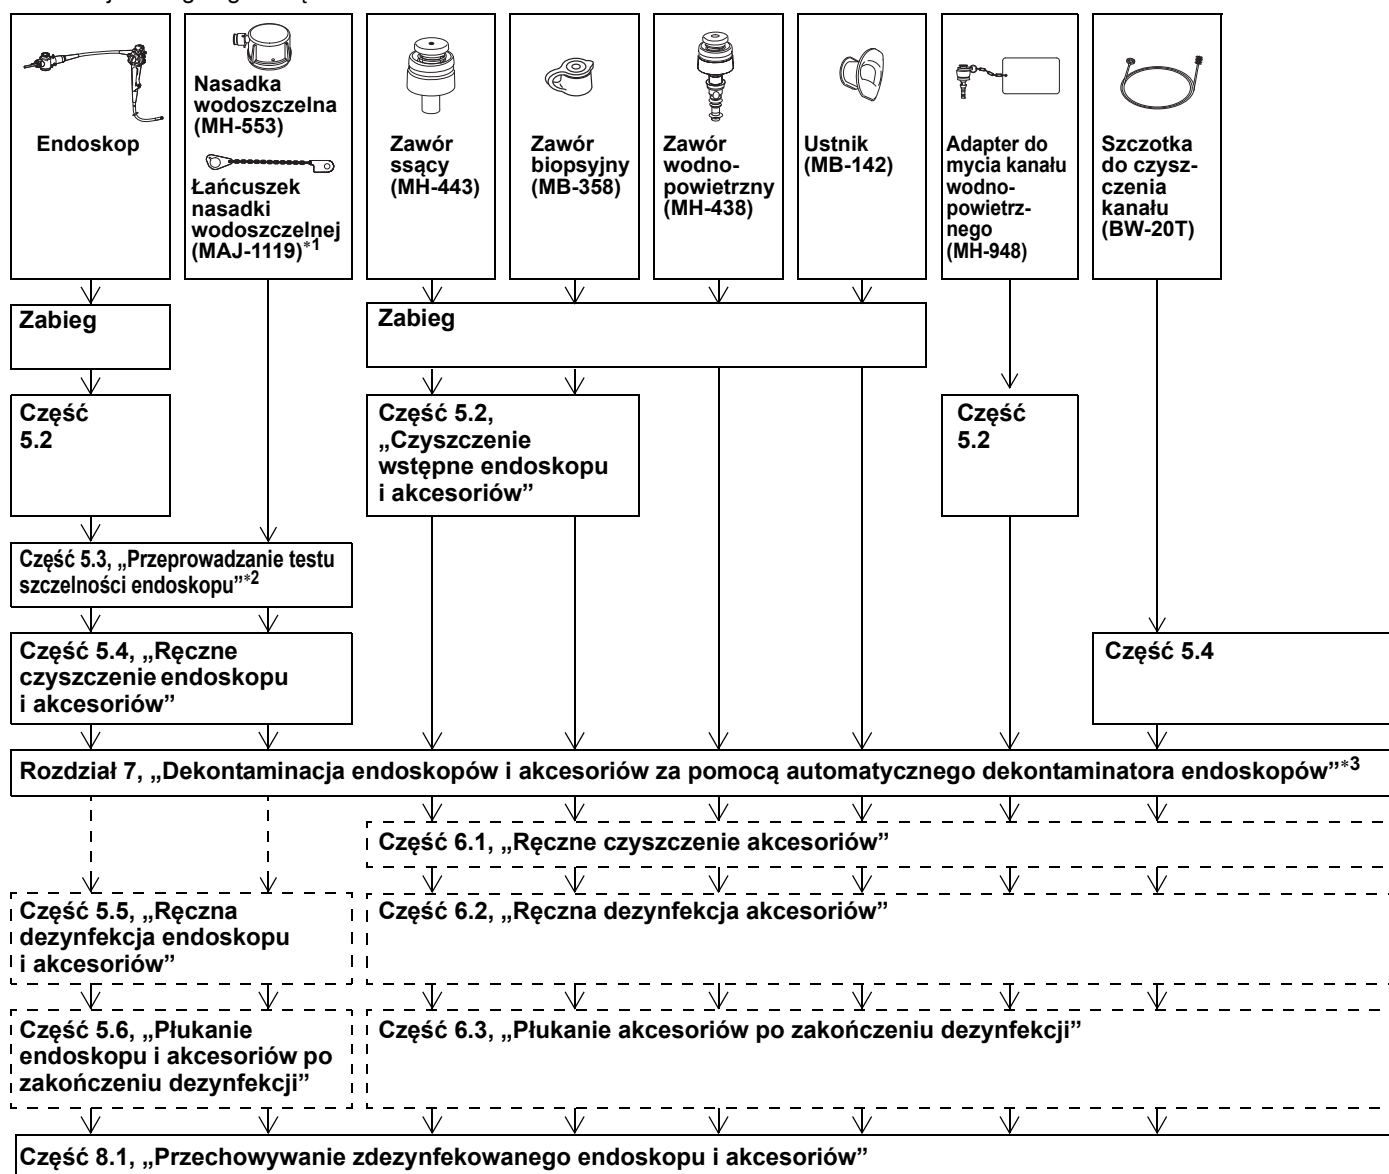 Endoskop
Nasadka
wodoszczelna
(MH-553)
Łańcuszek
nasadki
wodoszczelnej
(MAJ-1119)*1
Zawór
ssący
(MH-443)
Zawór
biopsyjny
(MB-358)
Zawór
wodno-
powietrzny
(MH-438)
Ustnik
(MB-142)
Adapter do
mycia kanału
wodno-
powietrz-
nego
(MH-948)
Szczotka
do czysz-
czenia
kanału
(BW-20T)
Zabieg
Zabieg
Część
5.2
Część 5.2,
„Czyszczenie
wstępne endoskopu
i akcesoriów”
Część
5.2
Część 5.3, „Przeprowadzanie testu
szczelności endoskopu”*2
Część 5.4, „Ręczne
czyszczenie endoskopu
i akcesoriów”
Część 5.4
Rozdział 7, „Dekontaminacja endoskopów i akcesoriów za pomocą automatycznego dekontaminatora endoskopów”*3
Część 6.1, „Ręczne czyszczenie akcesoriów”
Część 5.5, „Ręczna
dezynfekcja endoskopu
i akcesoriów”
Część 6.2, „Ręczna dezynfekcja akcesoriów”
Część 5.6, „Płukanie
endoskopu i akcesoriów po
zakończeniu dezynfekcji”
Część 6.3, „Płukanie akcesoriów po zakończeniu dezynfekcji”
Część 8.1, „Przechowywanie zdezynfekowanego endoskopu i akcesoriów”